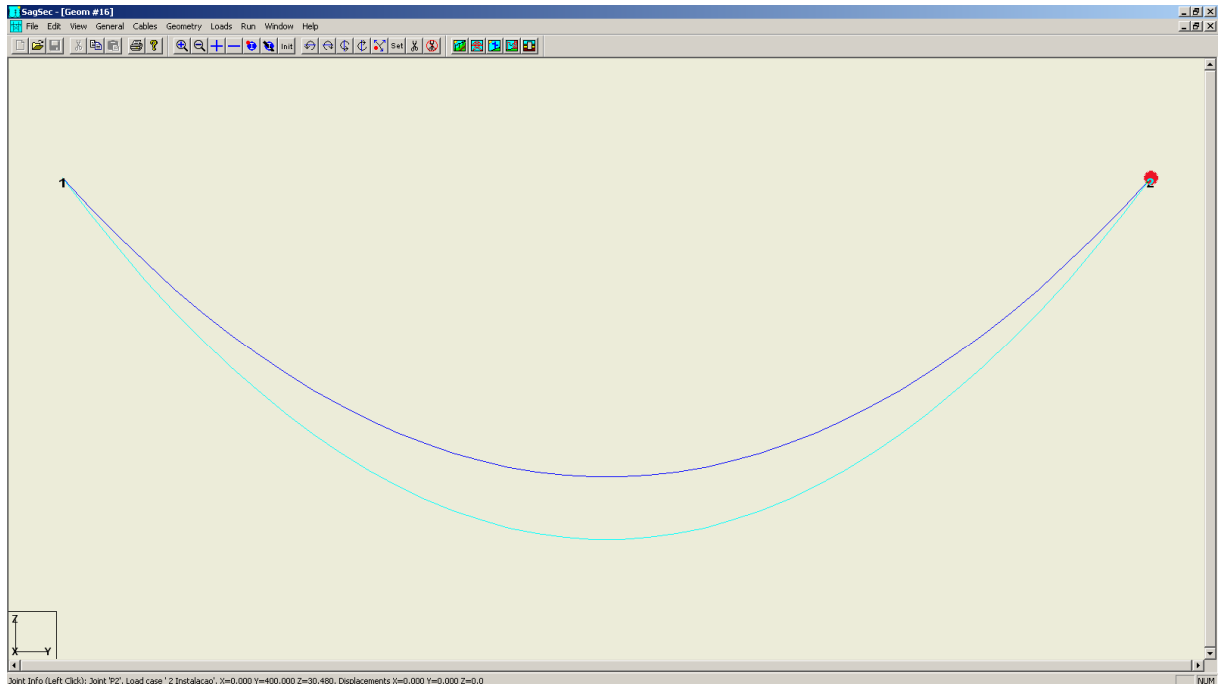 SagSec - [Geom #16]
File Edit View General Cables Geometry Loads Run Window Help
Init Set
1
2
Z
X Y
Joint Info (Left Click): Joint 'P2', Load case ' 2 Instalacao', X=0.000 Y=400.000 Z=30.480, Displacements X=0.000 Y=0.000 Z=0.0
NUM